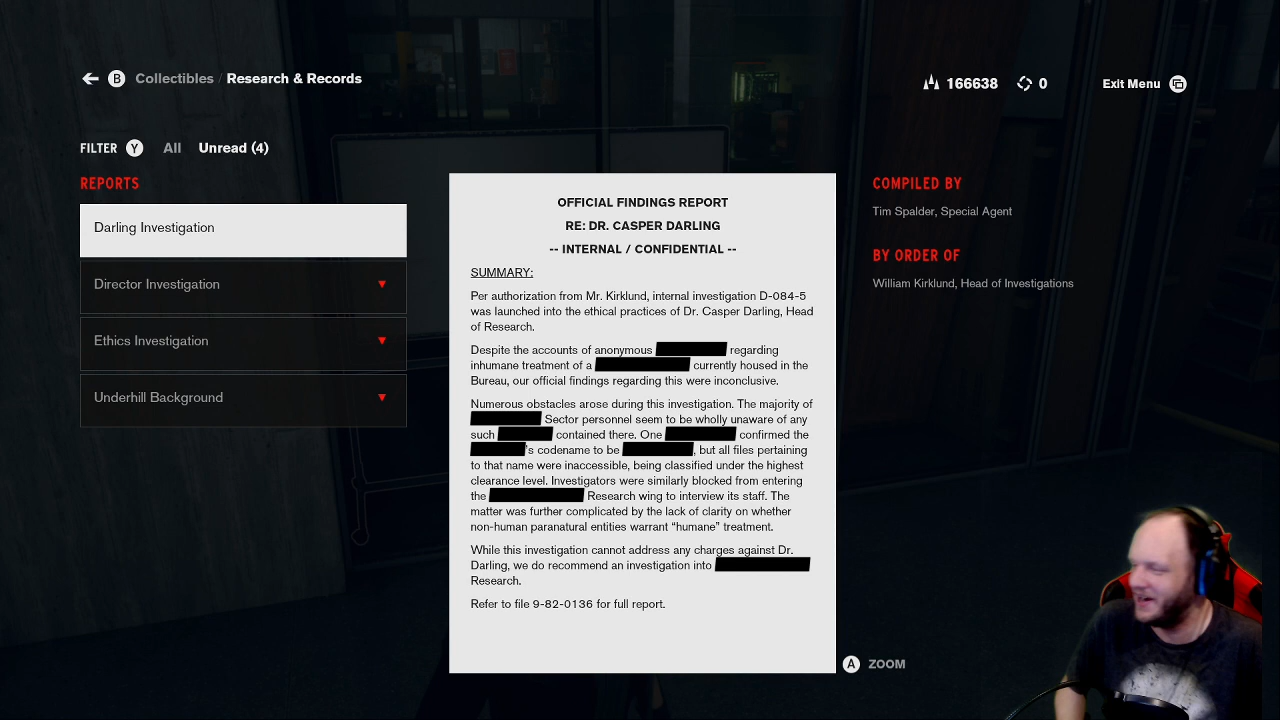 B Collectibles / Research & Records
166638
0
Exit Menu
FILTER Y All Unread (4)
REPORTS
Darling Investigation
Director Investigation
Ethics Investigation
Underhill Background
OFFICIAL FINDINGS REPORT
RE: DR. CASPER DARLING
-- INTERNAL / CONFIDENTIAL --
SUMMARY:
Per authorization from Mr. Kirklund, internal investigation D-084-5
was launched into the ethical practices of Dr. Casper Darling, Head
of Research.
Despite the accounts of anonymous regarding
inhumane treatment of a currently housed in the
Bureau, our official findings regarding this were inconclusive.
Numerous obstacles arose during this investigation. The majority of
Sector personnel seem to be wholly unaware of any
such contained there. One confirmed the
's codename to be , but all files pertaining
to that name were inaccessible, being classified under the highest
clearance level. Investigators were similarly blocked from entering
the Research wing to interview its staff. The
matter was further complicated by the lack of clarity on whether
non-human paranatural entities warrant “humane” treatment.
While this investigation cannot address any charges against Dr.
Darling, we do recommend an investigation into
Research.
Refer to file 9-82-0136 for full report.
COMPILED BY
Tim Spalder, Special Agent
BY ORDER OF
William Kirklund, Head of Investigations
A ZOOM